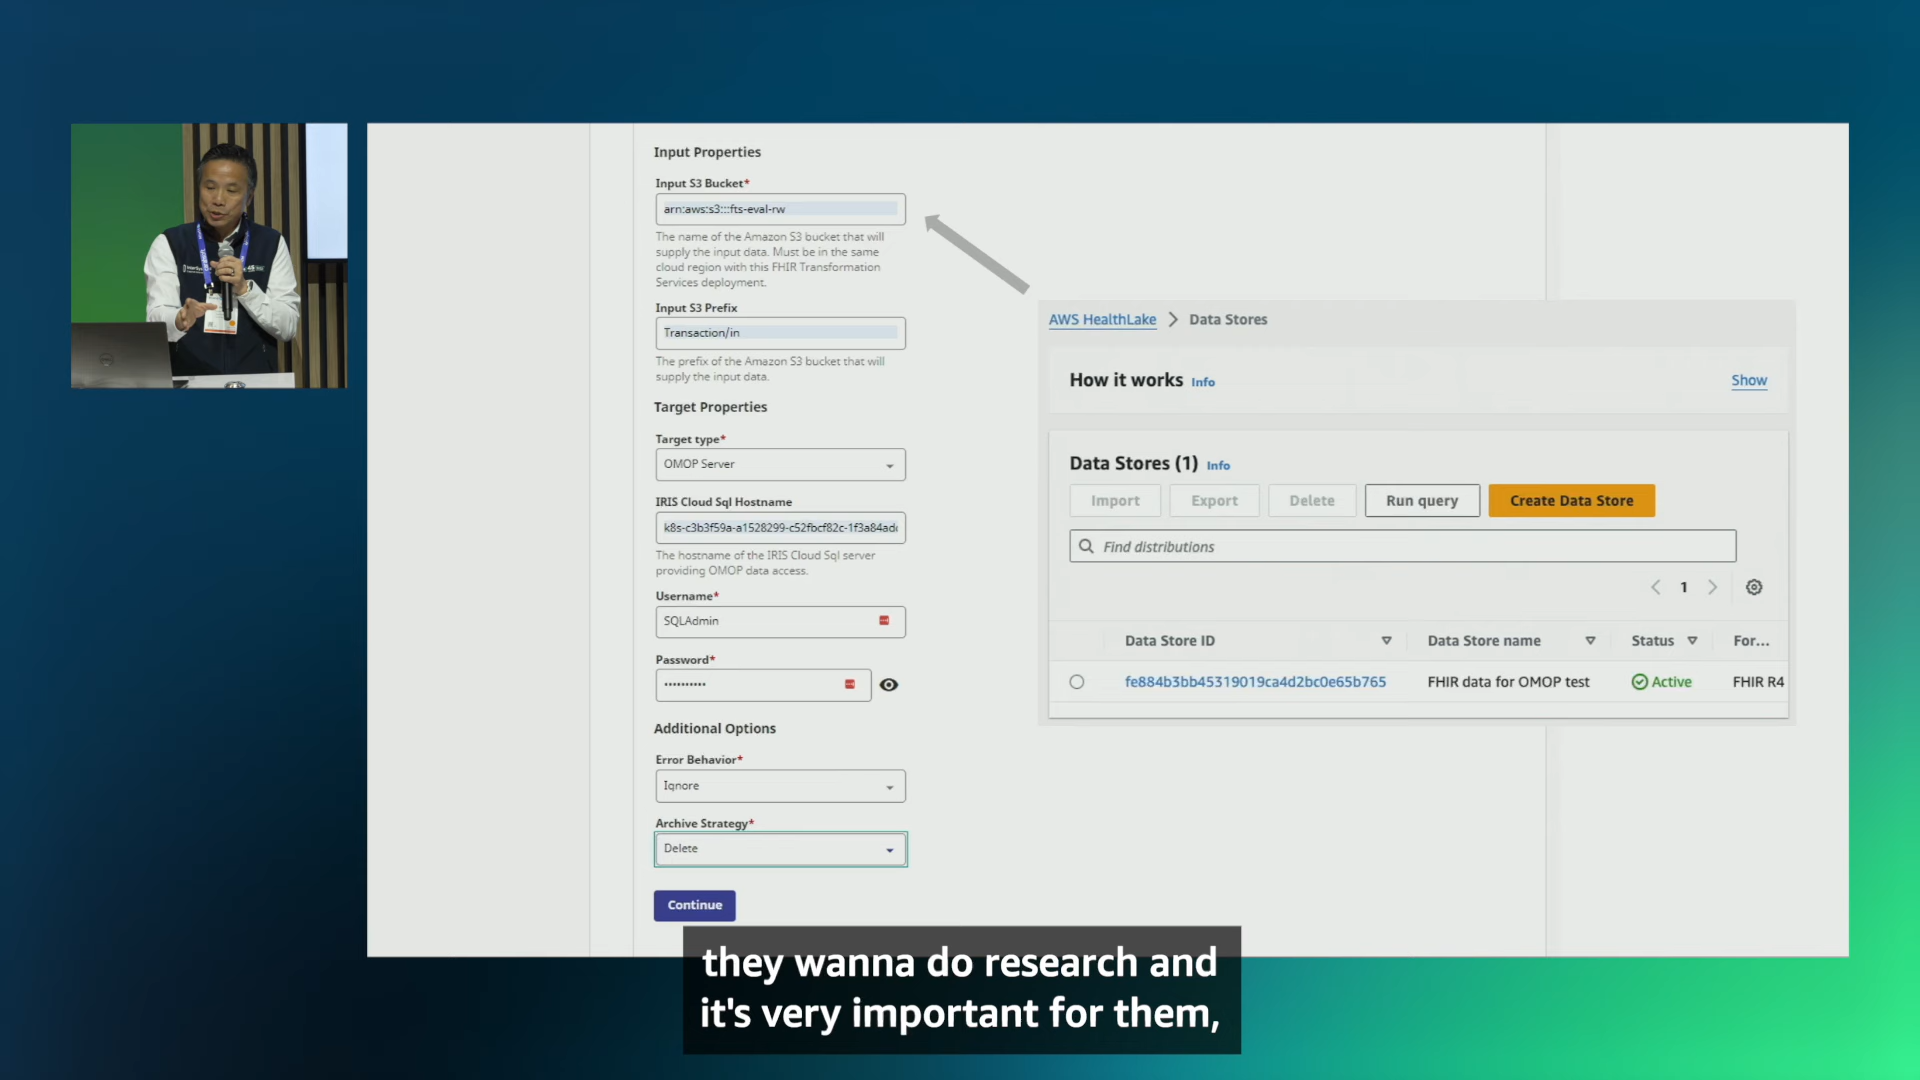 Input Properties
Input S3 Bucket*
arn:aws:s3:::fts-eval-rw
The name of the Amazon S3 bucket that will
supply the input data. Must be in the same
cloud region with this FHIR Transformation
Services deployment.
Input S3 Prefix
Transaction/in
The prefix of the Amazon S3 bucket that will
supply the input data.
Target Properties
Target type*
OMOP Server
IRIS Cloud Sql Hostname
k8s-c3b3f59a-a1528299-c52fbcf82c-1f3a84ad
The hostname of the IRIS Cloud Sql server
providing OMOP data access.
Username*
SQLAdmin
Password*
••••••••••
Additional Options
Error Behavior*
Ignore
Archive Strategy*
Delete
Continue
AWS HealthLake > Data Stores
How it works Info
Show
Data Stores (1) Info
Import Export Delete Run query Create Data Store
Find distributions
1
Data Store ID Data Store name Status For...
fe884b3bb45319019ca4d2bc0e65b765 FHIR data for OMOP test Active FHIR R4
they wanna do research and
it's very important for them,